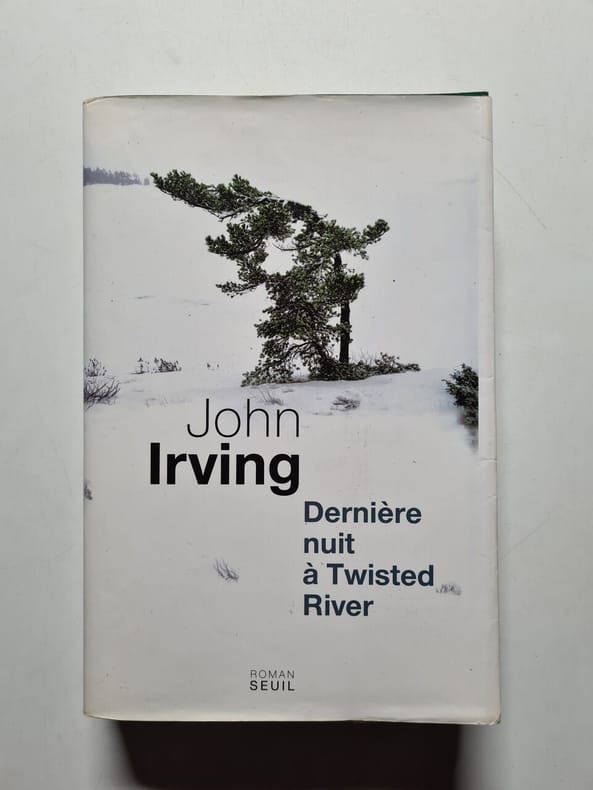 John
Irving
Dernière
nuit
à Twisted
River
ROMAN
SEUIL